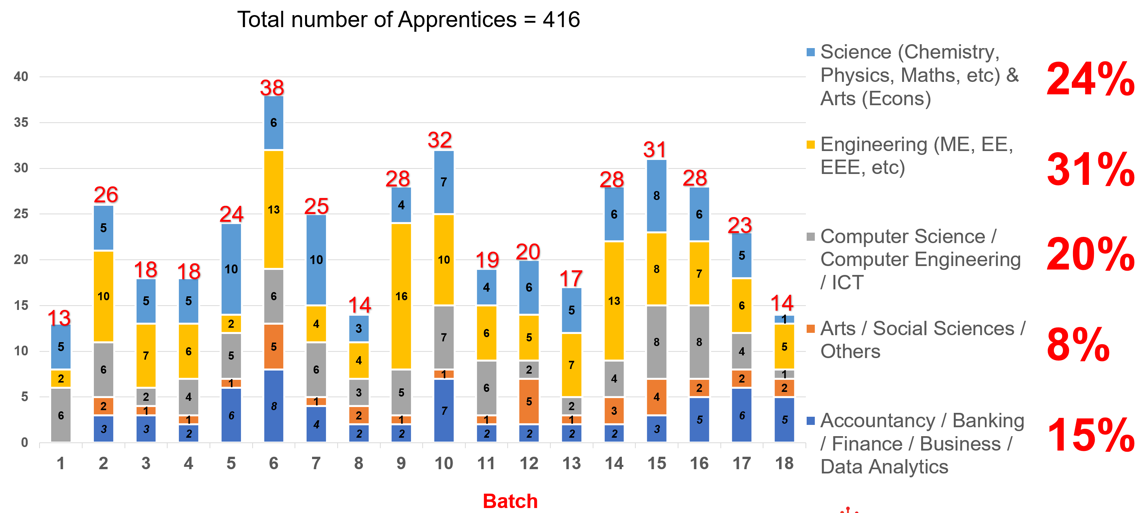 Total number of Apprentices = 416
40
35
30
25
20
15
10
5
0
13 26 18 18 24 38 25 14 28 32 19 20 17 28 31 28 23 14
5 5 5 5 10 6 10 3 4 7 4 6 5 6 8 6 5 1
2 10 7 6 2 13 4 4 16 10 6 5 7 13 8 7 6 5
6 6 2 4 5 6 6 3 5 7 6 2 2 4 8 8 4 1
2 1 1 1 5 1 2 1 1 1 5 1 3 4 2 2 2
3 3 2 6 8 4 2 2 7 2 2 2 2 3 5 6 5
1 2 3 4 5 6 7 8 9 10 11 12 13 14 15 16 17 18
Batch
Science (Chemistry,
Physics, Maths, etc) &
Arts (Econs)
24%
Engineering (ME, EE,
EEE, etc)
31%
Computer Science /
Computer Engineering
/ ICT
20%
Arts / Social Sciences /
Others
8%
Accountancy / Banking
/ Finance / Business /
Data Analytics
15%